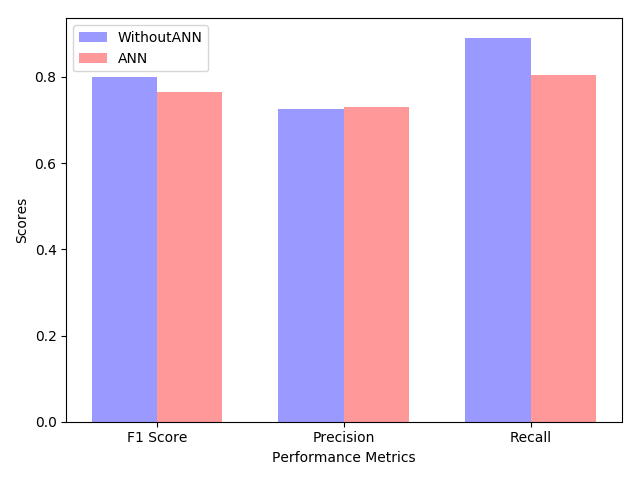 WithoutANN
ANN
Scores
0.8
0.6
0.4
0.2
0.0
F1 Score
Precision
Recall
Performance Metrics